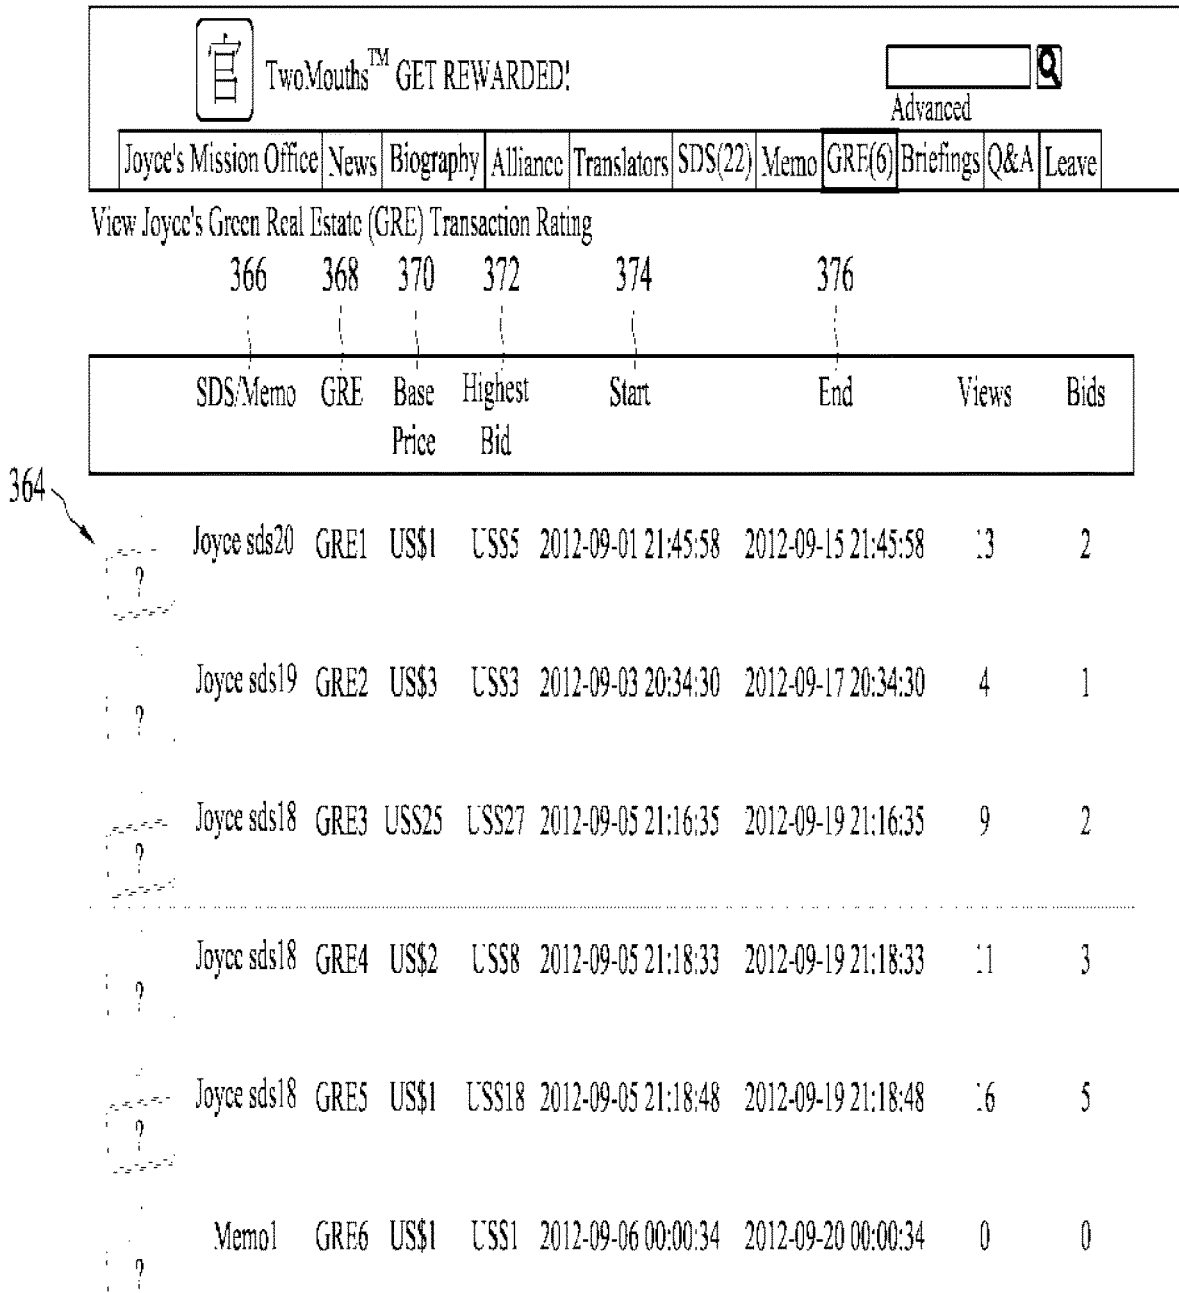 官
TwoMouths™ GET REWARDED!
Advanced
Joyce's Mission Office News Biography Alliance Translators SDS(22) Memo GRE(6) Briefings Q&A Leave
View Joyce's Green Real Estate (GRE) Transaction Rating
366 368 370 372 374 376
SDS/Memo GRE Base Price Highest Bid Start End Views Bids
364
Joyce sds20 GRE1 US$1 US$5 2012-09-01 21:45:58 2012-09-15 21:45:58 13 2
?
Joyce sds19 GRE2 US$3 US$3 2012-09-03 20:34:30 2012-09-17 20:34:30 4 1
?
Joyce sds18 GRE3 US$25 US$27 2012-09-05 21:16:35 2012-09-19 21:16:35 9 2
?
Joyce sds18 GRE4 US$2 US$8 2012-09-05 21:18:33 2012-09-19 21:18:33 11 3
?
Joyce sds18 GRE5 US$1 US$18 2012-09-05 21:18:48 2012-09-19 21:18:48 16 5
?
Memo1 GRE6 US$1 US$1 2012-09-06 00:00:34 2012-09-20 00:00:34 0 0
?